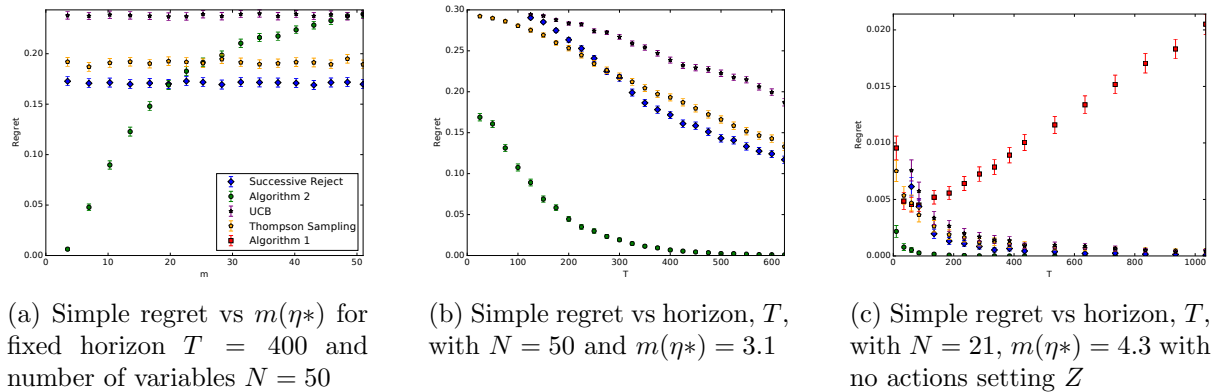 0.20
0.15
0.10
0.05
0.00
Regret
0
10
20
30
40
50
m
Successive Reject
Algorithm 2
UCB
Thompson Sampling
Algorithm 1
0.30
0.25
0.20
0.15
0.10
0.05
0.00
Regret
0
100
200
300
400
500
600
T
0.020
0.015
0.010
0.005
0.000
Regret
0
200
400
600
800
1000
T
(a) Simple regret vs m(η∗) for
fixed horizon T = 400 and
number of variables N = 50
(b) Simple regret vs horizon, T,
with N = 50 and m(η∗) = 3.1
(c) Simple regret vs horizon, T,
with N = 21, m(η∗) = 4.3 with
no actions setting Z